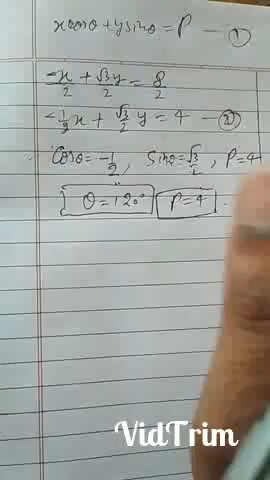 xcosθ+ysinθ = P — ①
-x/2 + √3y/2 = 8/2
-1/2x + √3/2 y = 4 — ②
Cosθ = -1/2, Sinθ = √3/2, P=4
θ = 120° P=4
VidTrim